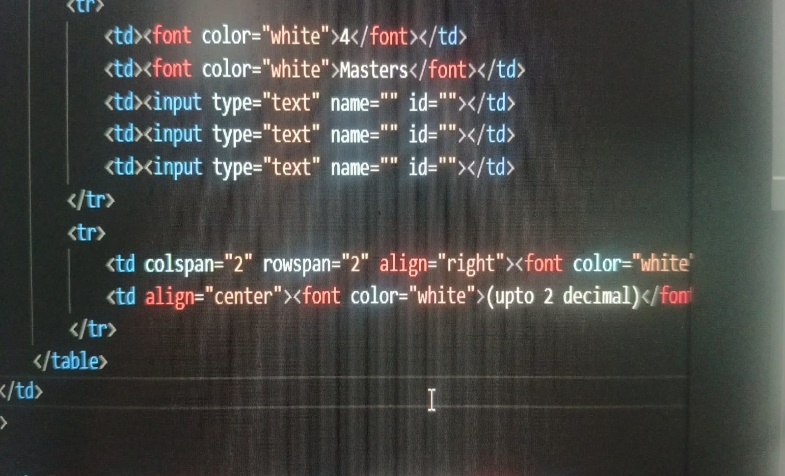 <tr>
<td><font color="white">4</font></td>
<td><font color="white">Masters</font></td>
<td><input type="text" name="" id=""></td>
<td><input type="text" name="" id=""></td>
<td><input type="text" name="" id=""></td>
</tr>
<tr>
<td colspan="2" rowspan="2" align="right"><font color="white"
<td align="center"><font color="white">(upto 2 decimal)</font
</tr>
</table>
</td>
>